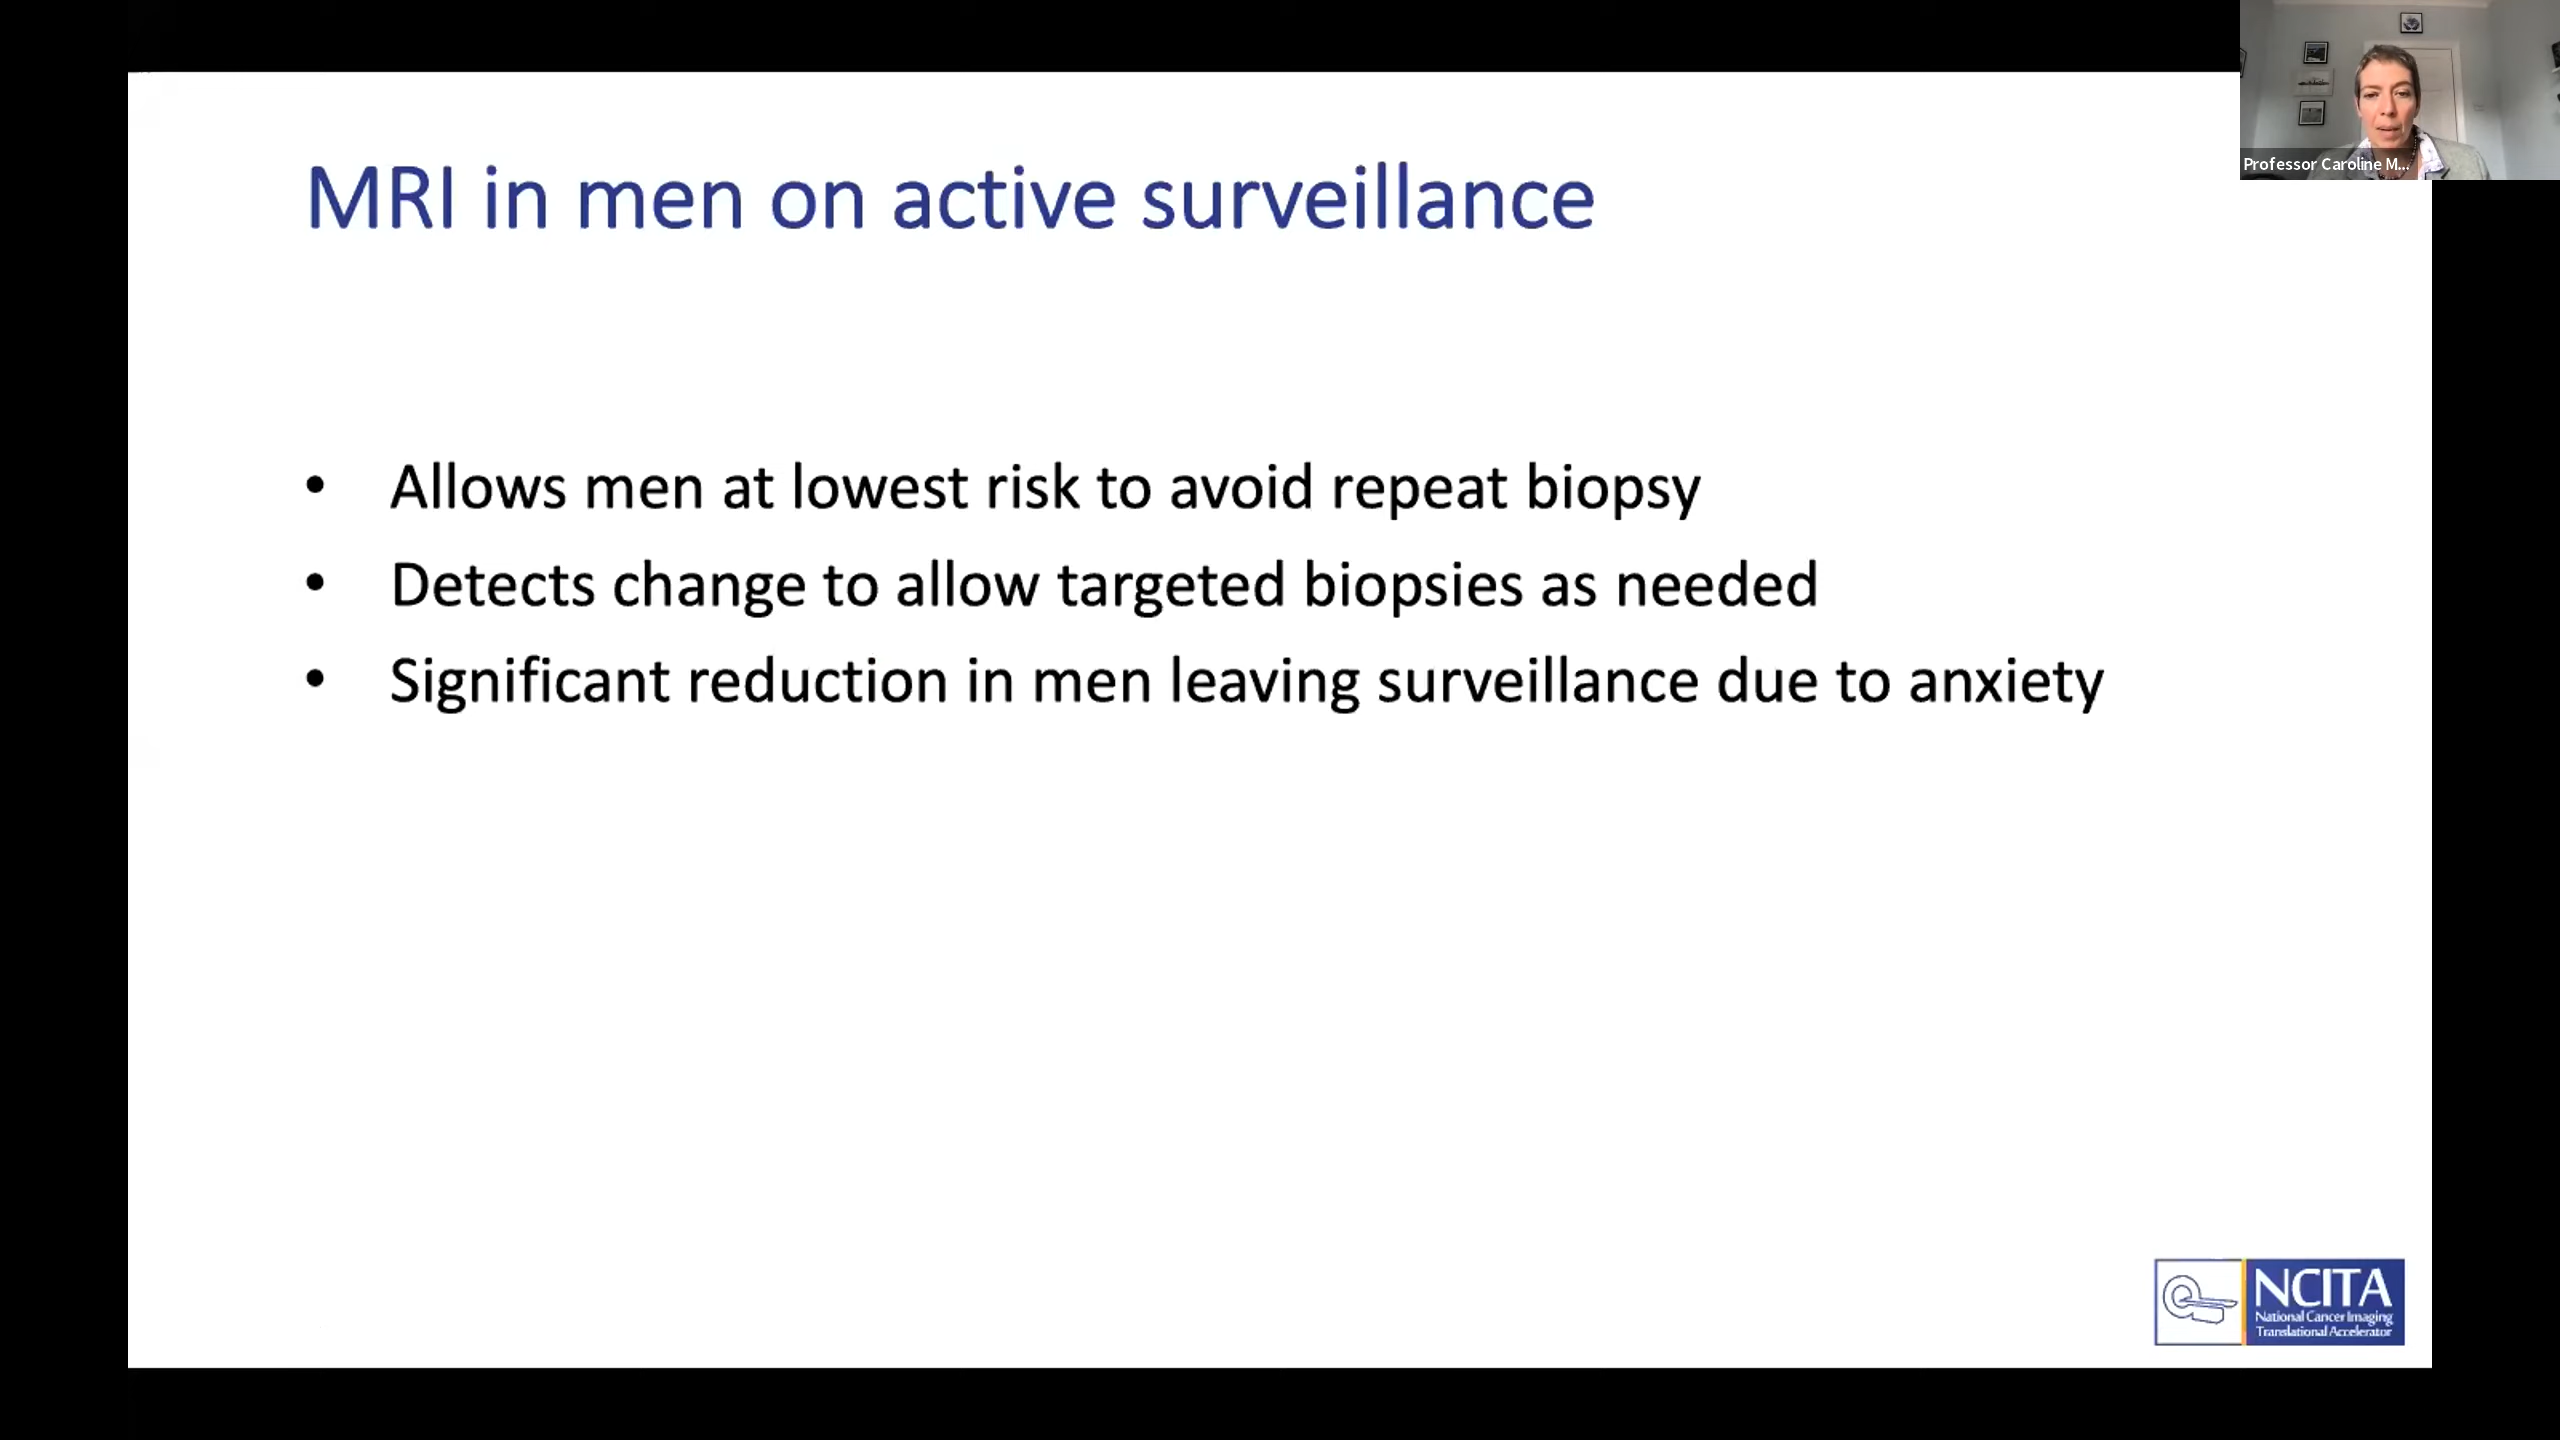 Professor Caroline M...
MRI in men on active surveillance
• Allows men at lowest risk to avoid repeat biopsy
• Detects change to allow targeted biopsies as needed
• Significant reduction in men leaving surveillance due to anxiety
NCITA
National Cancer Imaging
Translational Accelerator